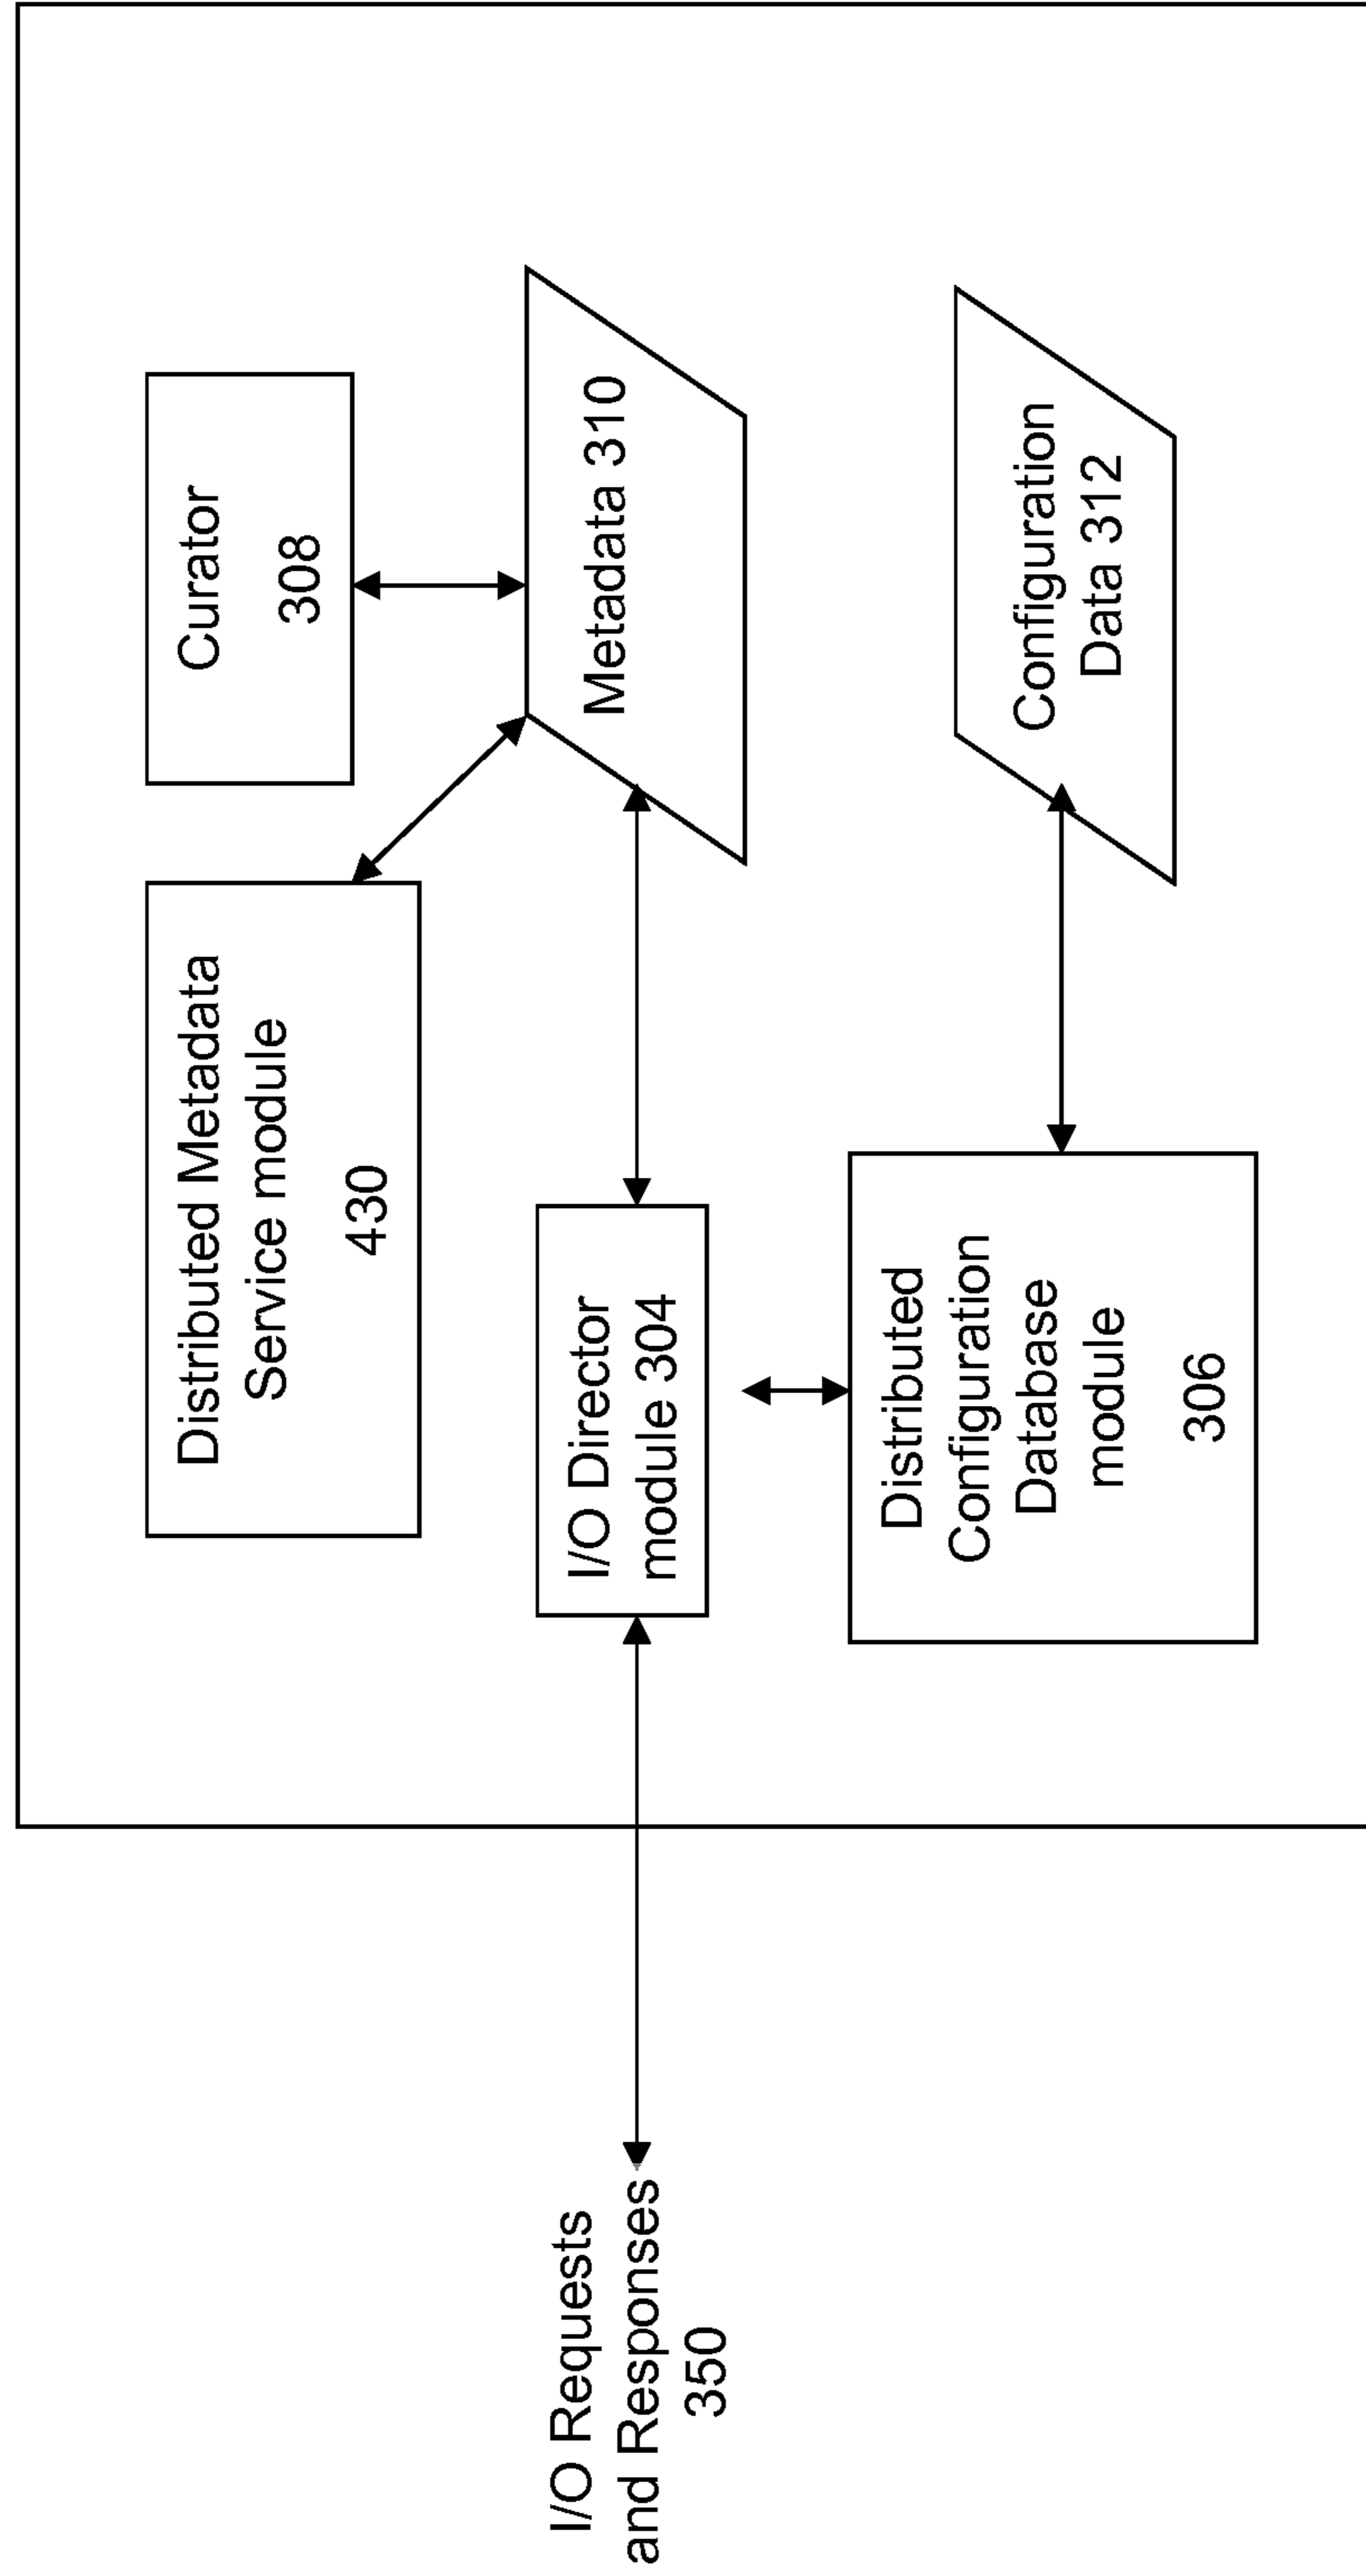 Distributed Metadata
Service module
430
Curator
308
I/O Requests
and Responses
350
I/O Director
module 304
Metadata 310
Distributed
Configuration
Database
module
306
Configuration
Data 312